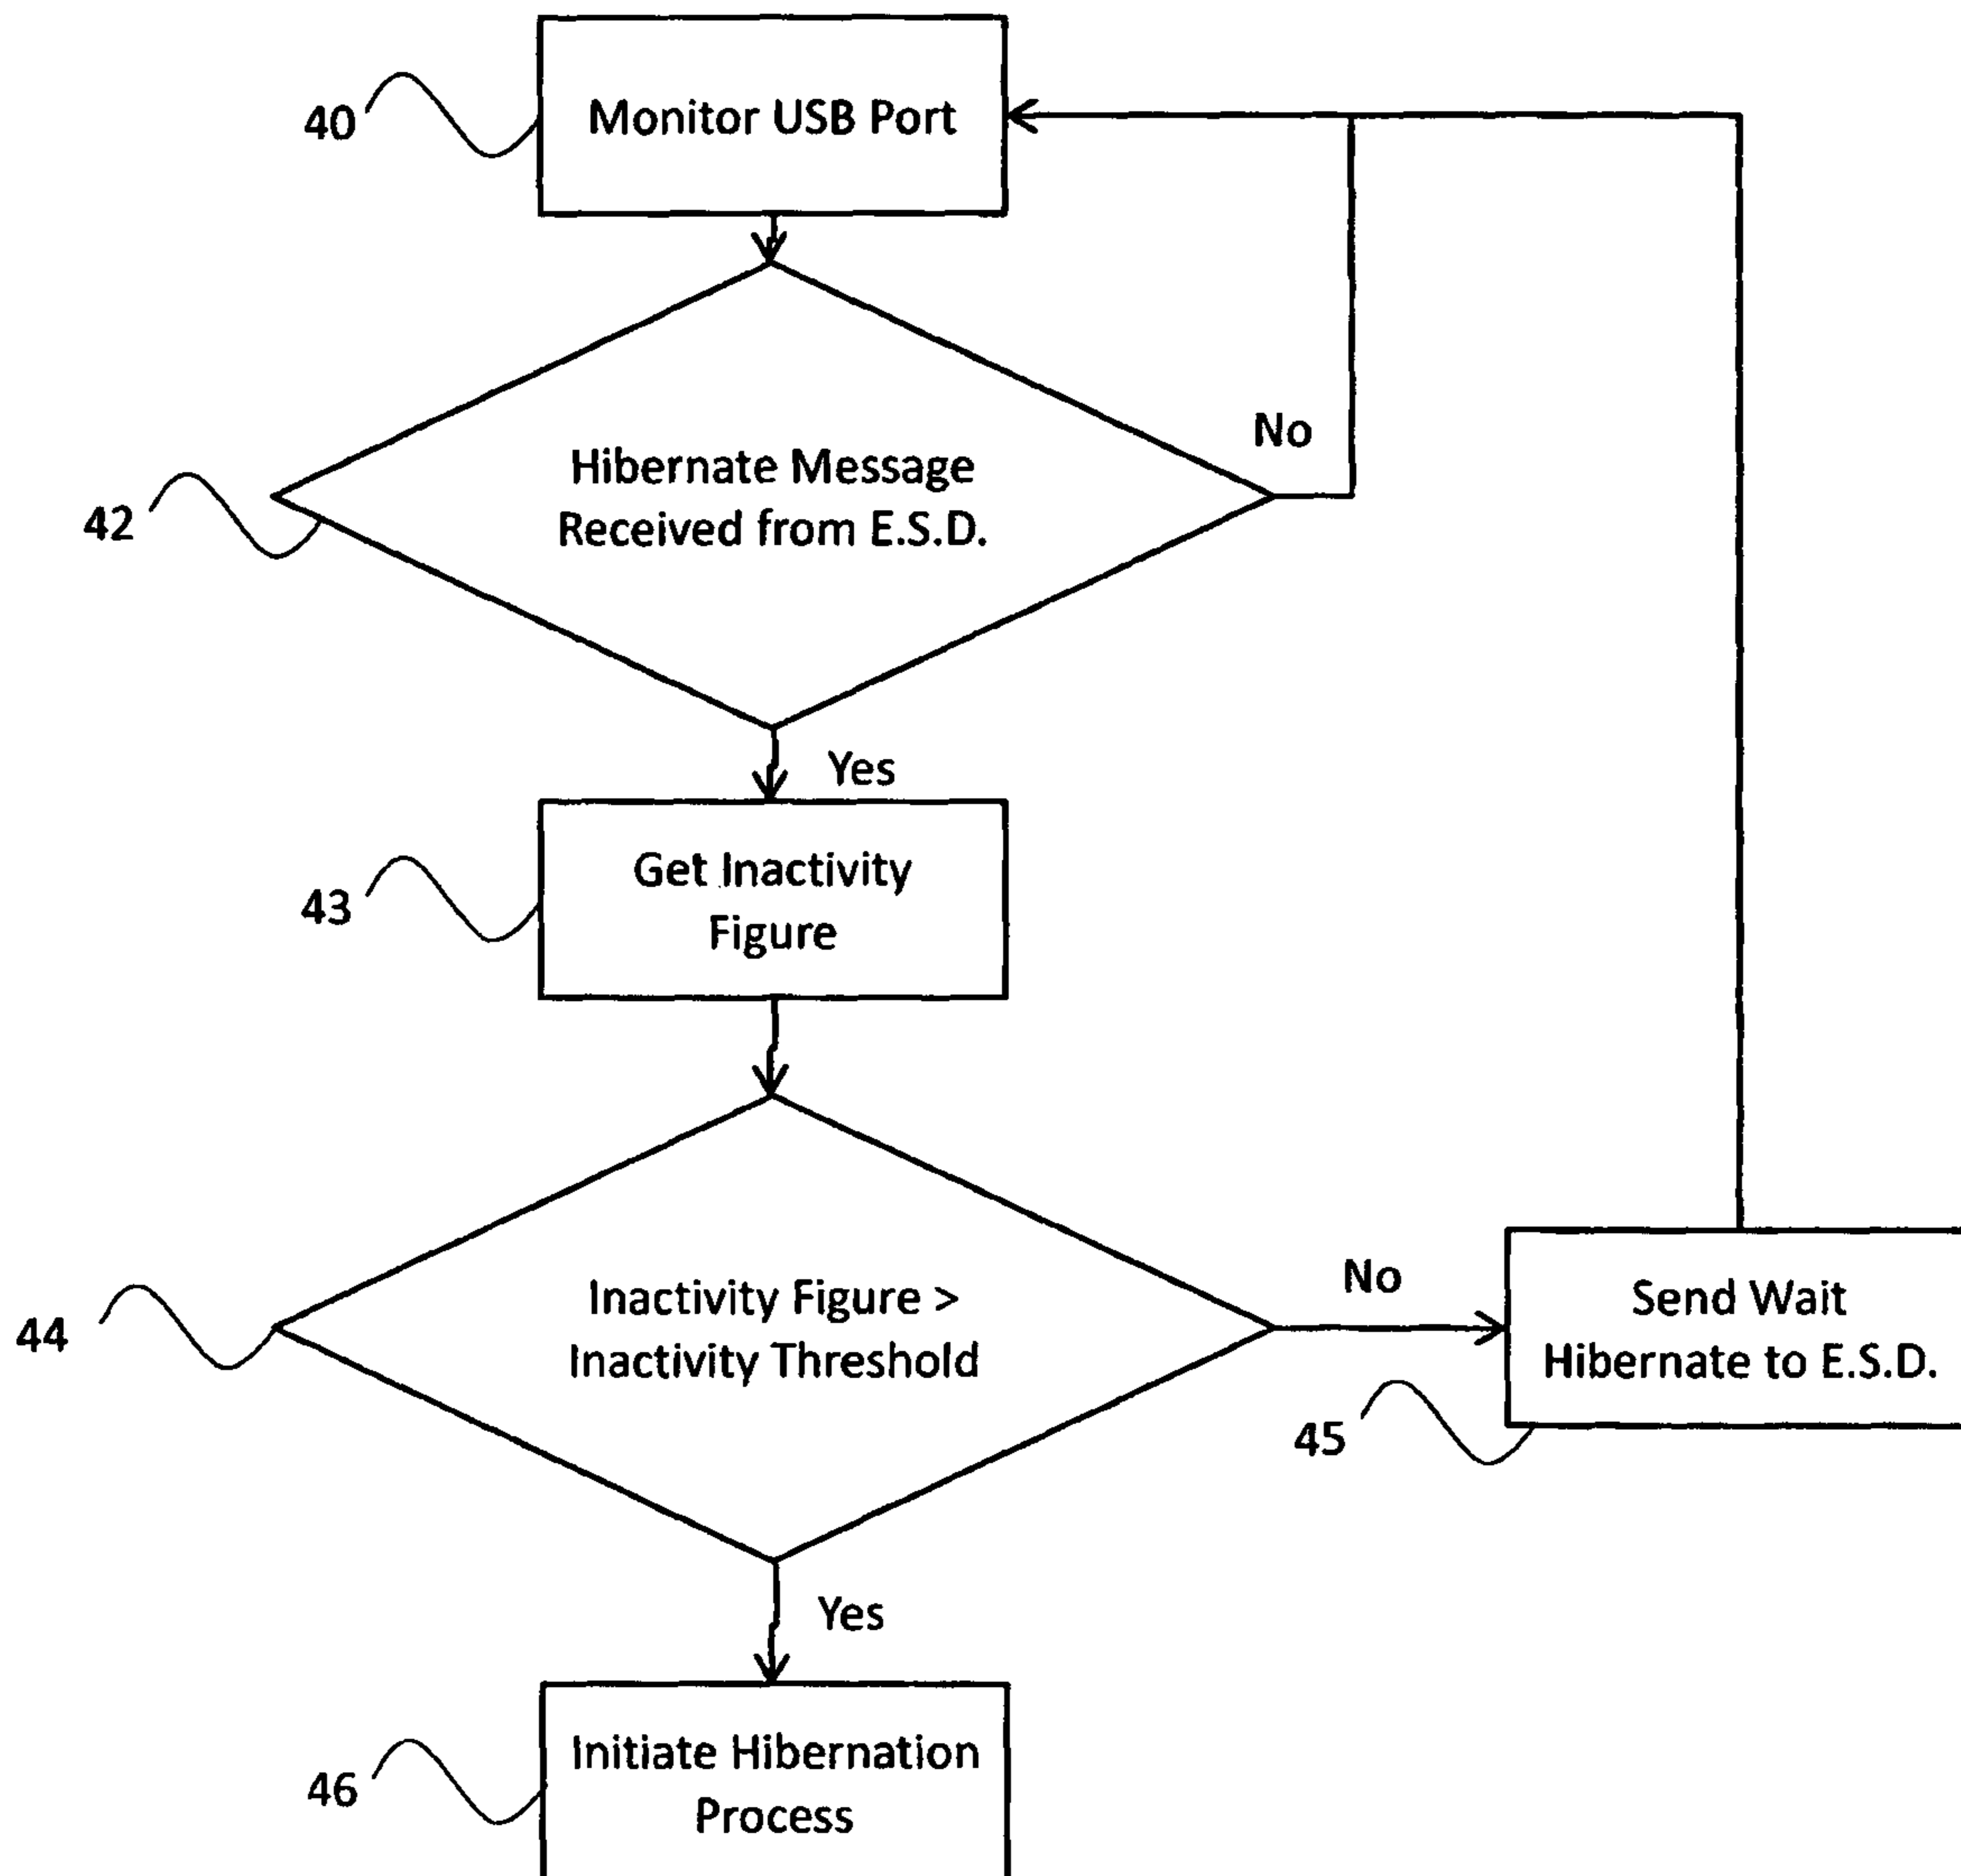 40
Monitor USB Port
No
42
Hibernate Message
Received from E.S.D.
Yes
43
Get Inactivity
Figure
44
Inactivity Figure >
Inactivity Threshold
No
Send Wait
Hibernate to E.S.D.
45
Yes
46
Initiate Hibernation
Process